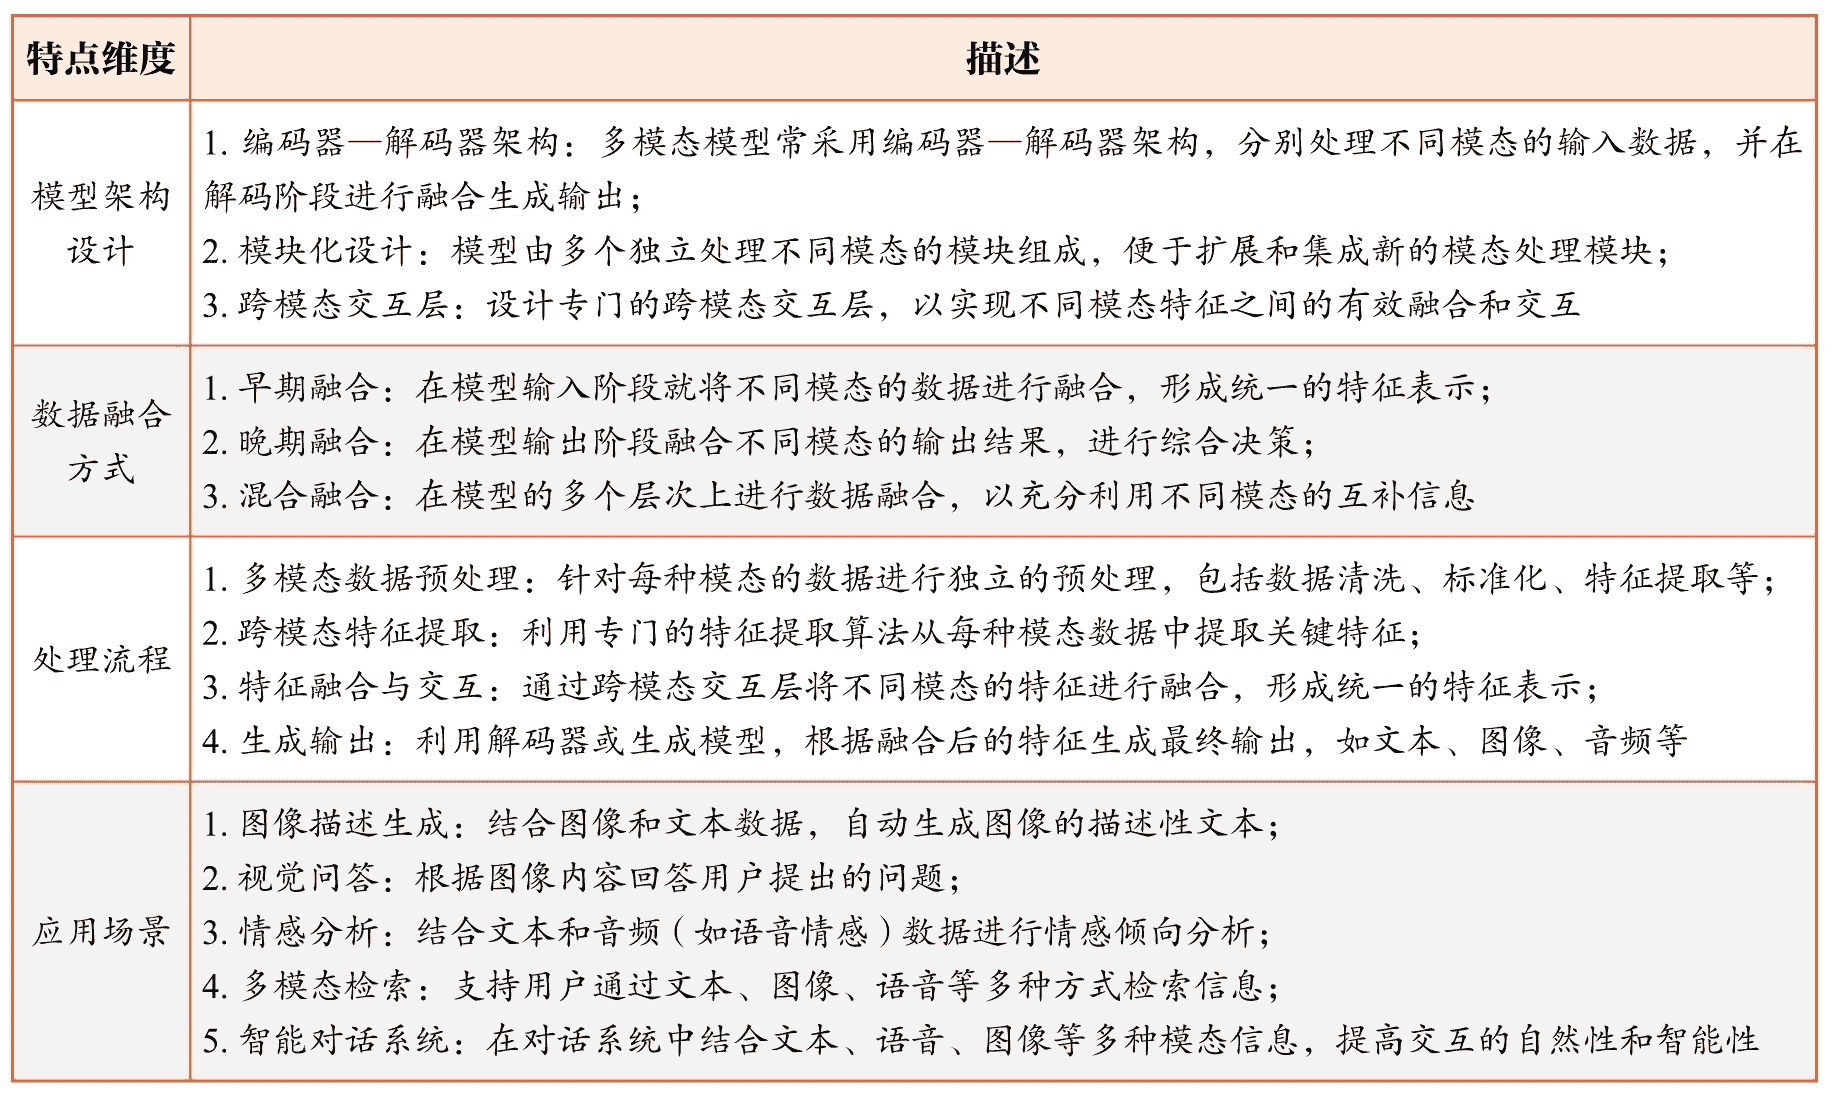 特点维度
描述
模型架构
设计
1. 编码器—解码器架构：多模态模型常采用编码器—解码器架构，分别处理不同模态的输入数据，并在
解码阶段进行融合生成输出；
2. 模块化设计：模型由多个独立处理不同模态的模块组成，便于扩展和集成新的模态处理模块；
3. 跨模态交互层：设计专门的跨模态交互层，以实现不同模态特征之间的有效融合和交互
数据融合
方式
1. 早期融合：在模型输入阶段就将不同模态的数据进行融合，形成统一的特征表示；
2. 晚期融合：在模型输出阶段融合不同模态的输出结果，进行综合决策；
3. 混合融合：在模型的多个层次上进行数据融合，以充分利用不同模态的互补信息
处理流程
1. 多模态数据预处理：针对每种模态的数据进行独立的预处理，包括数据清洗、标准化、特征提取等；
2. 跨模态特征提取：利用专门的特征提取算法从每种模态数据中提取关键特征；
3. 特征融合与交互：通过跨模态交互层将不同模态的特征进行融合，形成统一的特征表示；
4. 生成输出：利用解码器或生成模型，根据融合后的特征生成最终输出，如文本、图像、音频等
应用场景
1. 图像描述生成：结合图像和文本数据，自动生成图像的描述性文本；
2. 视觉问答：根据图像内容回答用户提出的问题；
3. 情感分析：结合文本和音频（如语音情感）数据进行情感倾向分析；
4. 多模态检索：支持用户通过文本、图像、语音等多种方式检索信息；
5. 智能对话系统：在对话系统中结合文本、语音、图像等多种模态信息，提高交互的自然性和智能性